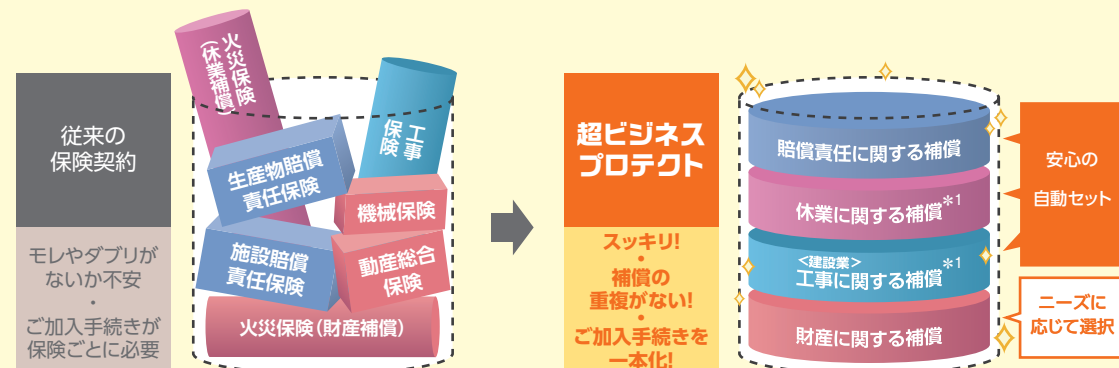 従来の
保険契約
モレやダブリが
ないか不安
・
ご加入手続きが
保険ごとに必要
火災保険
(休業補償)
工事
保険
生産物賠償
責任保険
機械保険
施設賠償
責任保険
動産総合
保険
火災保険(財産補償)
超ビジネス
プロテクト
スッキリ!
・
補償の
重複がない!
・
ご加入手続きを
一本化!
賠償責任に関する補償
休業に関する補償*1
<建設業>
工事に関する補償*1
財産に関する補償
安心の
自動セット
ニーズに
応じて選択